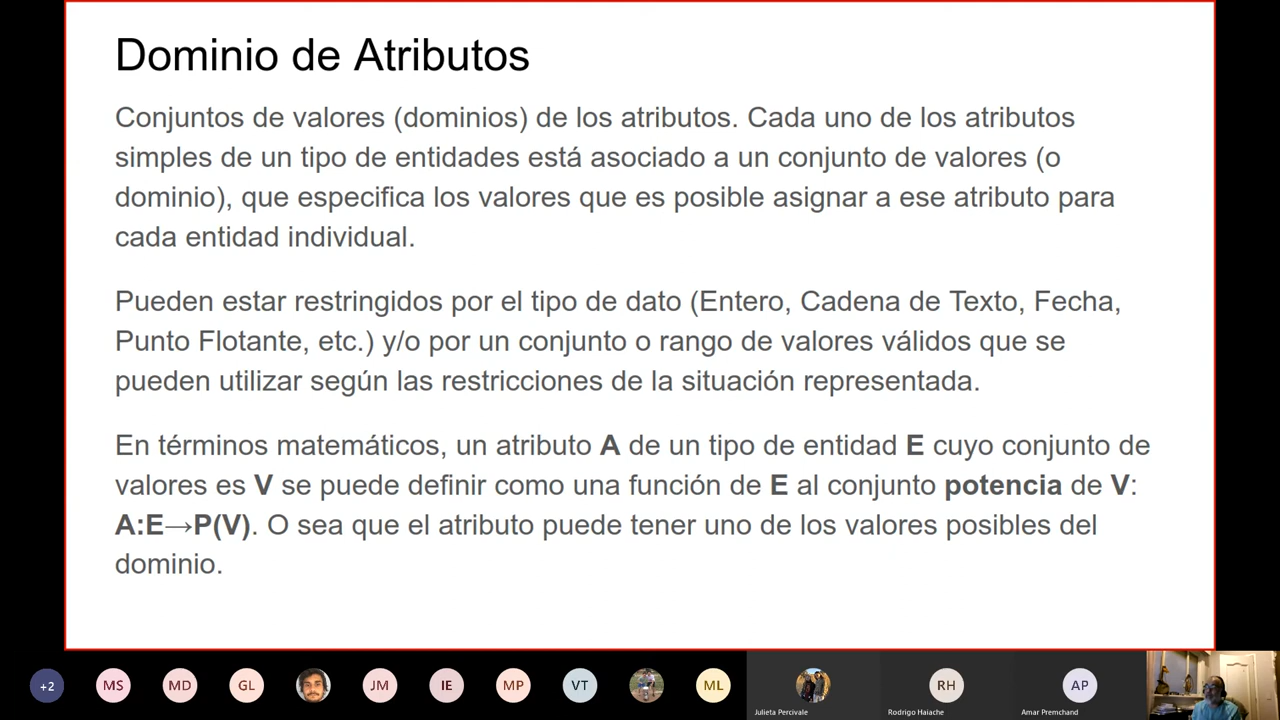 Dominio de Atributos
Conjuntos de valores (dominios) de los atributos. Cada uno de los atributos
simples de un tipo de entidades está asociado a un conjunto de valores (o
dominio), que especifica los valores que es posible asignar a ese atributo para
cada entidad individual.
Pueden estar restringidos por el tipo de dato (Entero, Cadena de Texto, Fecha,
Punto Flotante, etc.) y/o por un conjunto o rango de valores válidos que se
pueden utilizar según las restricciones de la situación representada.
En términos matemáticos, un atributo A de un tipo de entidad E cuyo conjunto de
valores es V se puede definir como una función de E al conjunto potencia de V:
A:E→P(V). O sea que el atributo puede tener uno de los valores posibles del
dominio.
+2 MS MD GL JM IE MP VT ML RH AP
Julieta Percivale Rodrigo Haiache Amar Premchand